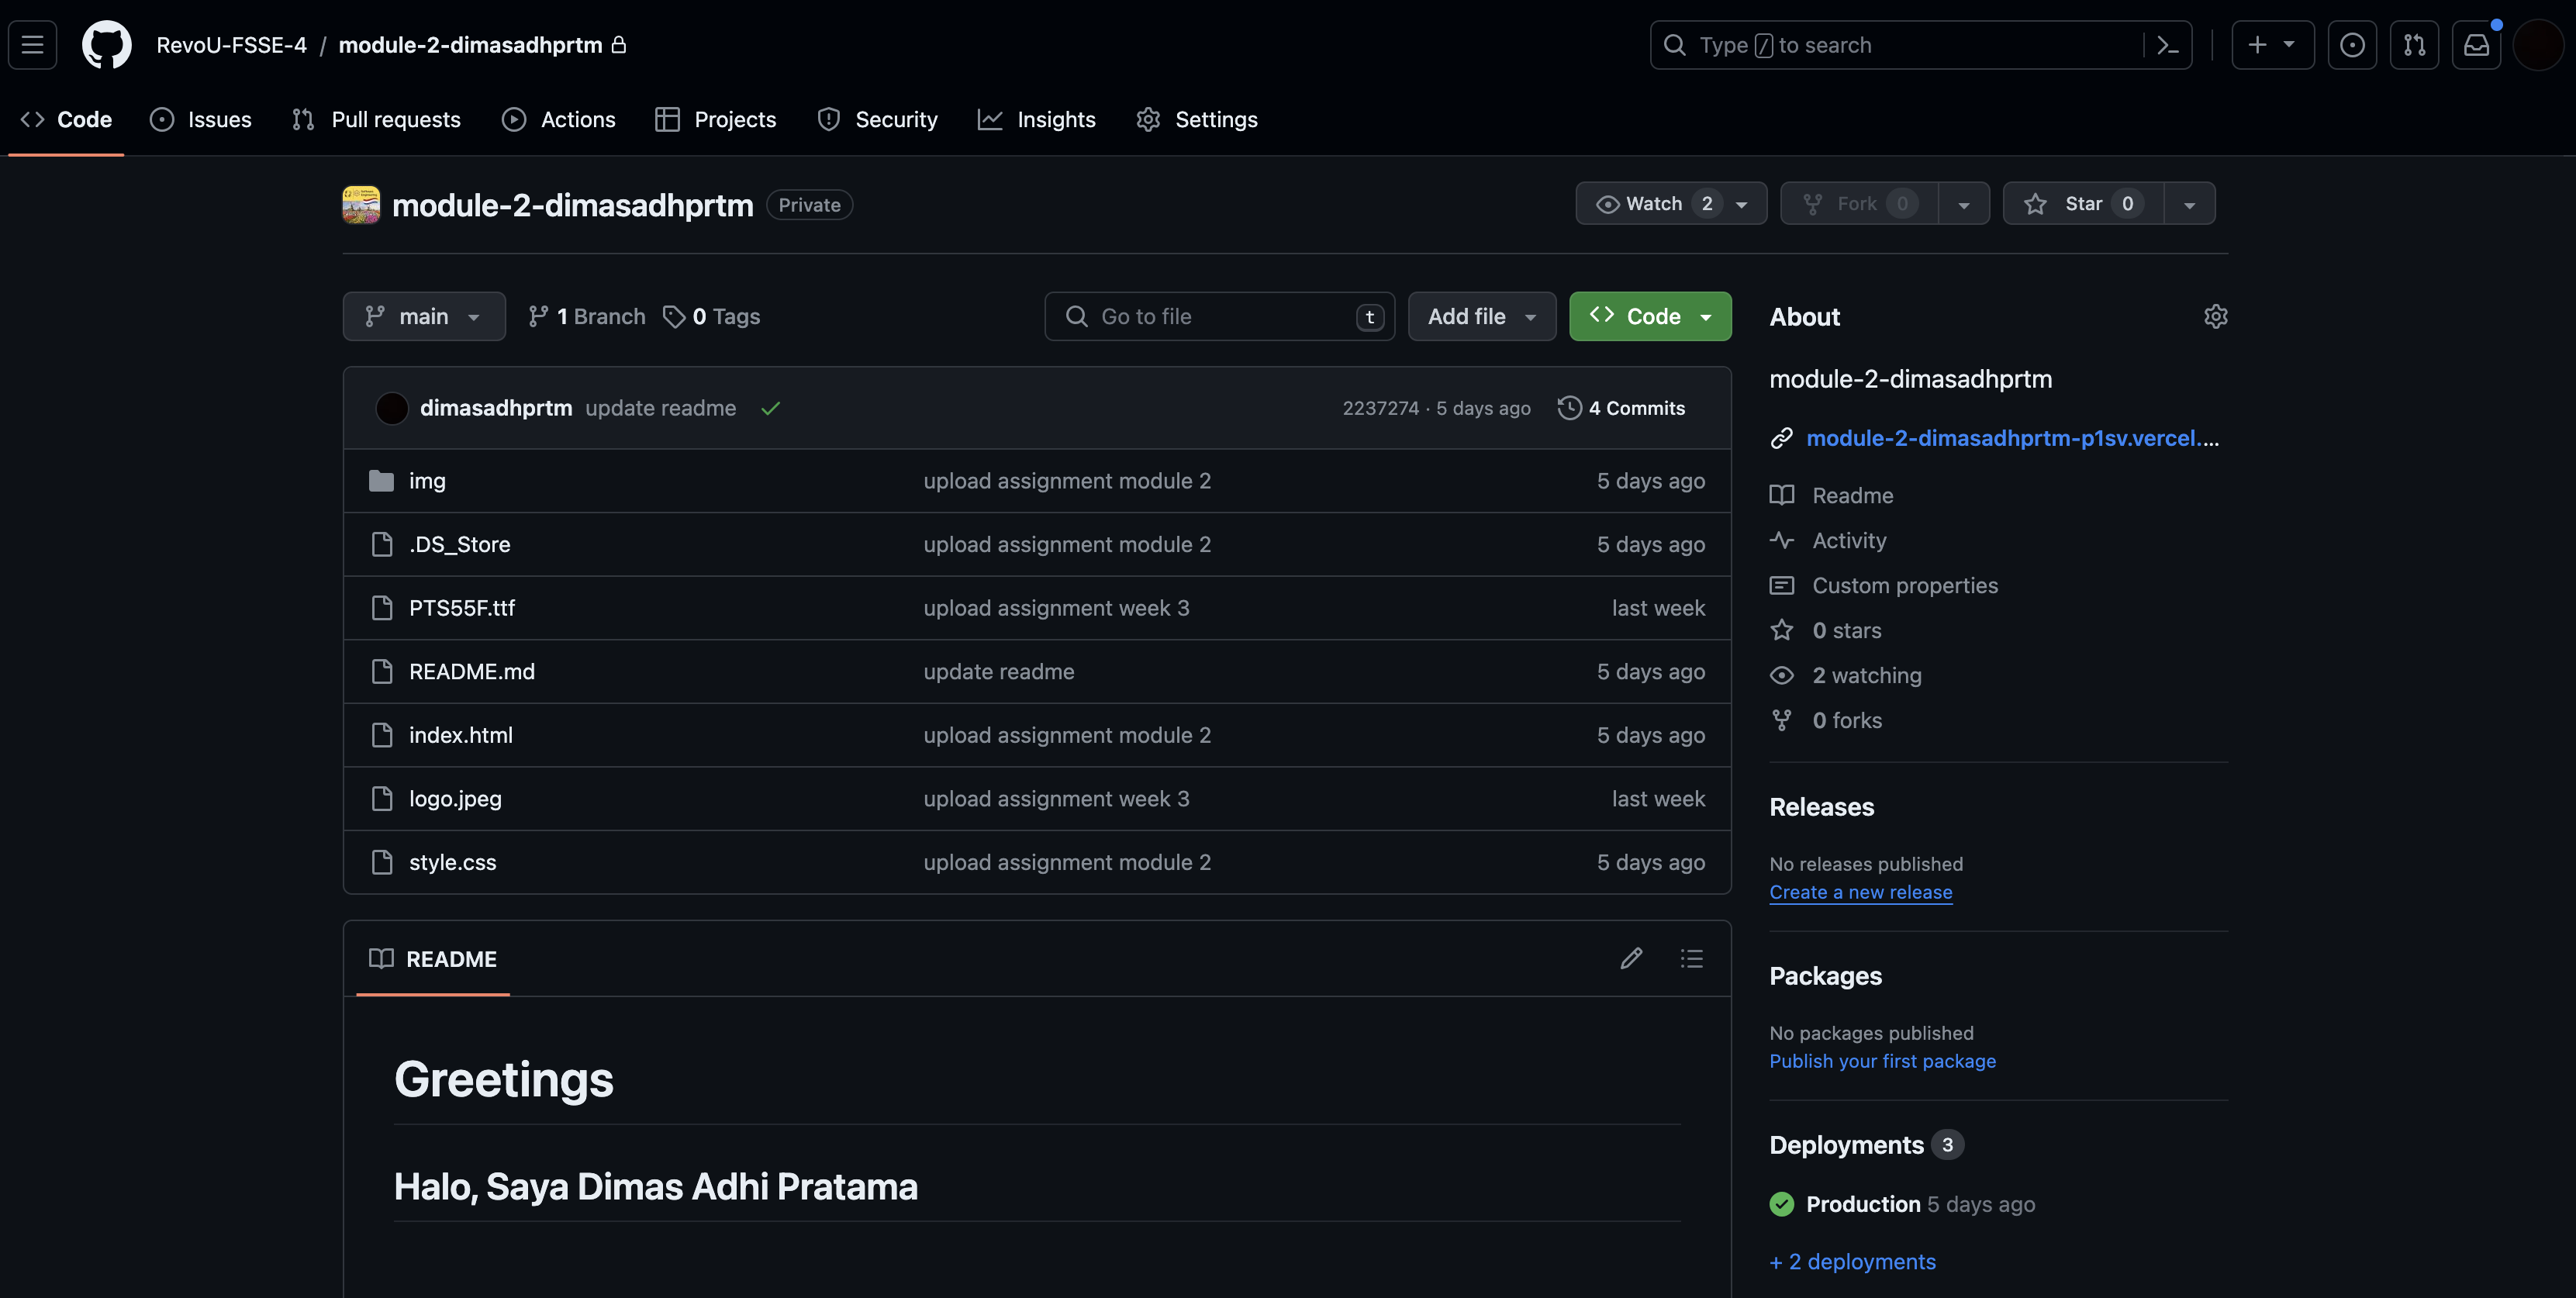 RevoU-FSSE-4 / module-2-dimasadhprtm
Type / to search
Code Issues Pull requests Actions Projects Security Insights Settings
module-2-dimasadhprtm Private
Watch 2 Fork 0 Star 0
main 1 Branch 0 Tags Go to file t Add file Code
dimasadhprtm update readme 2237274 · 5 days ago 4 Commits
img upload assignment module 2 5 days ago
.DS_Store upload assignment module 2 5 days ago
PTS55F.ttf upload assignment week 3 last week
README.md update readme 5 days ago
index.html upload assignment module 2 5 days ago
logo.jpeg upload assignment week 3 last week
style.css upload assignment module 2 5 days ago
README
Greetings
Halo, Saya Dimas Adhi Pratama
About
module-2-dimasadhprtm
module-2-dimasadhprtm-p1sv.vercel....
Readme
Activity
Custom properties
0 stars
2 watching
0 forks
Releases
No releases published
Create a new release
Packages
No packages published
Publish your first package
Deployments 3
Production 5 days ago
+ 2 deployments